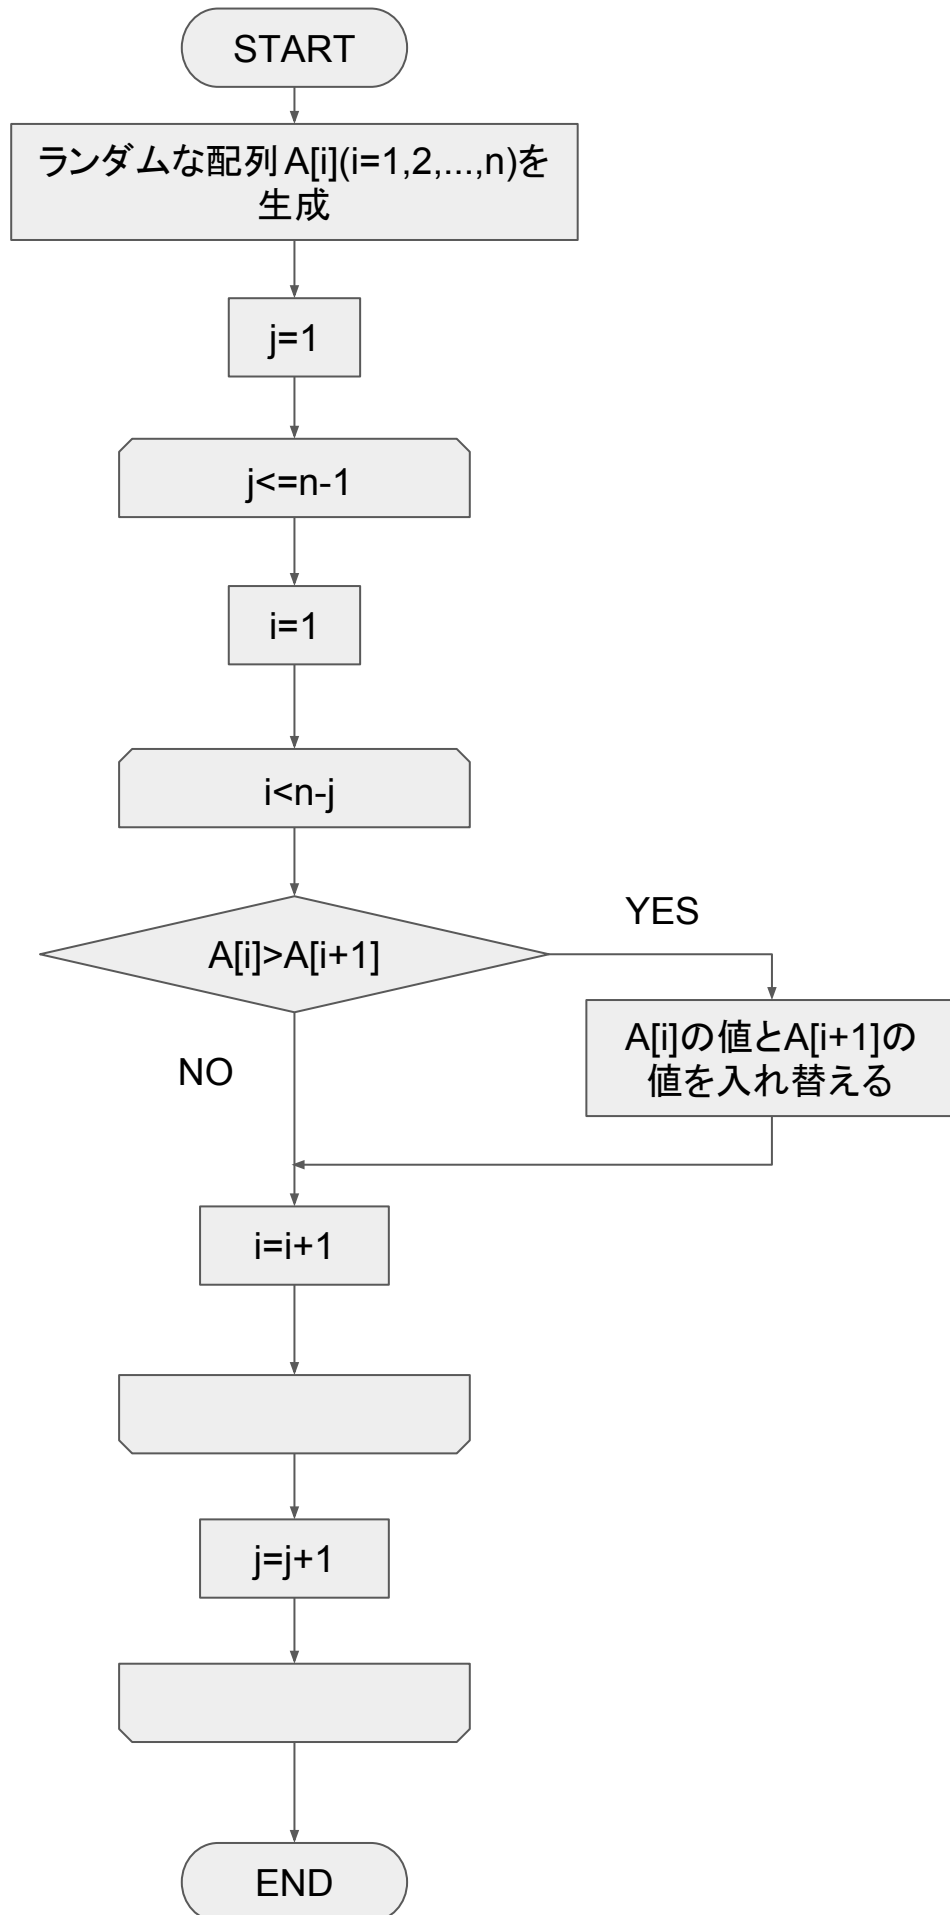 START
ランダムな配列A[i](i=1,2,...,n)を
生成
j=1
j<=n-1
i=1
i<n-j
A[i]>A[i+1]
YES
A[i]の値とA[i+1]の
値を入れ替える
NO
i=i+1
j=j+1
END